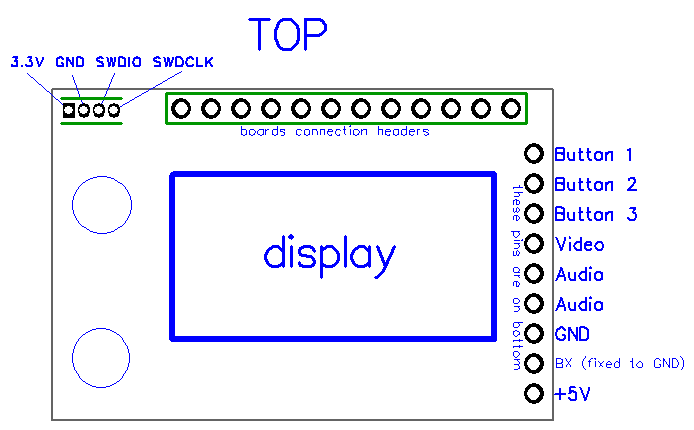 TOP
3.3V GND SWDIO SWDCLK
boards connection headers
Button 1
Button 2
Button 3
Video
Audio
Audio
GND
BX (fixed to GND)
+5V
these pins are on bottom
display